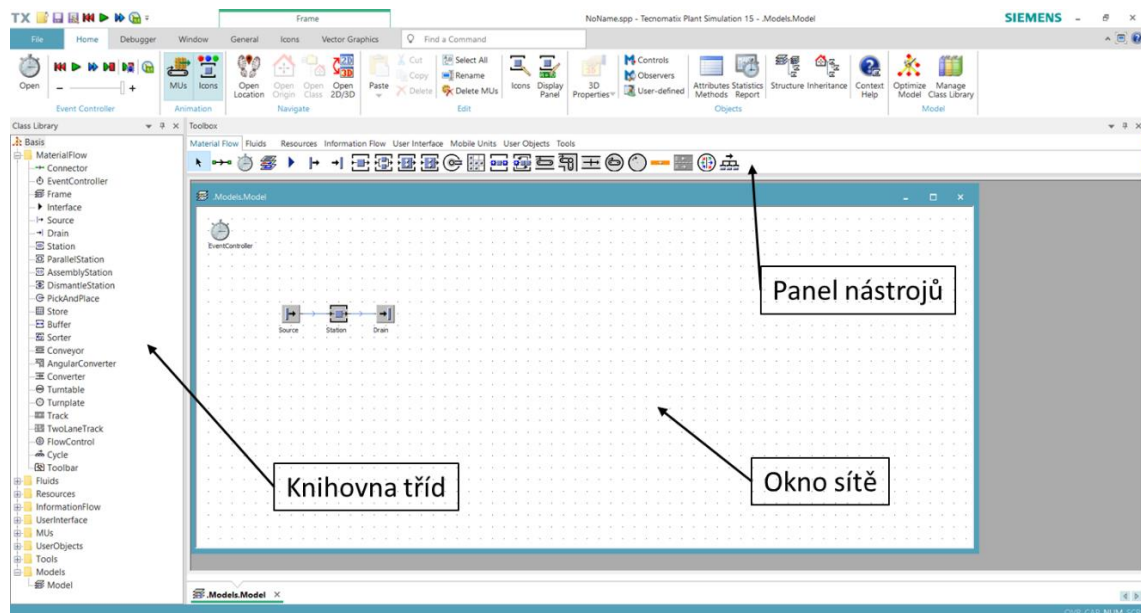 TX
Frame
NoName.spp - Tecnomatix Plant Simulation 15 - .Models.Model
SIEMENS
File Home Debugger Window General Icons Vector Graphics Find a Command
Open
Event Controller
MUs Icons
Animation
Open Location
Open Origin
Open Class
Open 2D/3D
Navigate
Paste
Cut
Copy
Delete
Select All
Rename
Delete MUs
Edit
Icons
Display Panel
3D Properties
Controls
Observers
User-defined
Attributes Methods
Statistics Report
Structure Inheritance
Objects
Context Help
Optimize Model
Manage Class Library
Model
Class Library
Basis
MaterialFlow
Connector
EventController
Frame
Interface
Source
Drain
Station
ParallelStation
AssemblyStation
DismantleStation
PickAndPlace
Store
Buffer
Sorter
Conveyor
AngularConverter
Converter
Turntable
Turnplate
Track
TwoLaneTrack
FlowControl
Cycle
Toolbar
Fluids
Resources
InformationFlow
UserInterface
MUs
UserObjects
Tools
Models
Model
Toolbox
Material Flow Fluids Resources Information Flow User Interface Mobile Units User Objects Tools
.Models.Model
EventController
Source Station Drain
Panel nástrojů
Knihovna tříd
Okno sítě
.Models.Model
OVR CAP NUM SCR